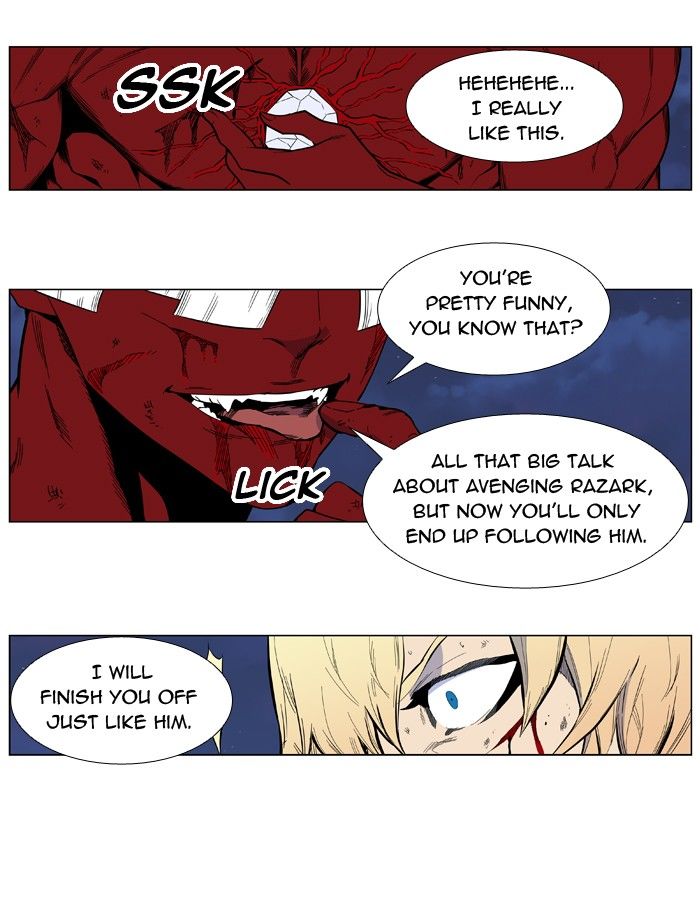 SSK
HEHEHEHE...
I REALLY
LIKE THIS.
YOU'RE
PRETTY FUNNY,
YOU KNOW THAT?
LICK
ALL THAT BIG TALK
ABOUT AVENGING RAZARK,
BUT NOW YOU'LL ONLY
END UP FOLLOWING HIM.
I WILL
FINISH YOU OFF
JUST LIKE HIM.